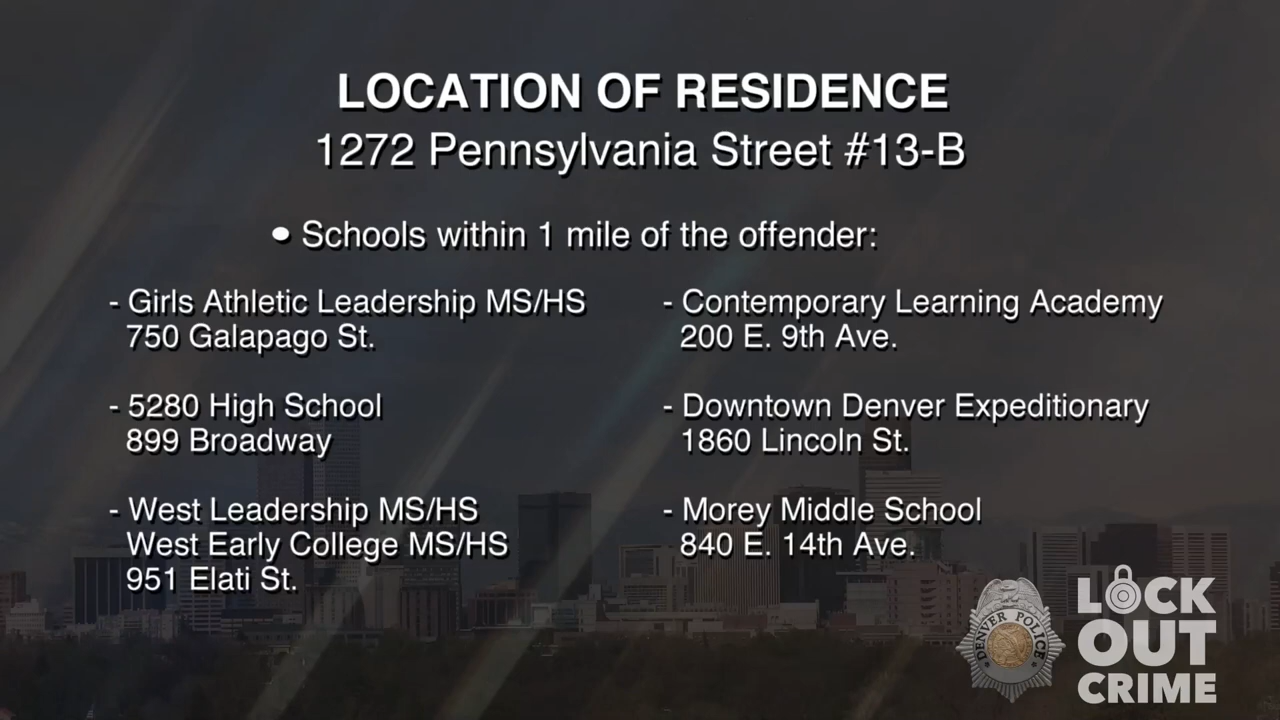 LOCATION OF RESIDENCE
1272 Pennsylvania Street #13-B
• Schools within 1 mile of the offender:
- Girls Athletic Leadership MS/HS
750 Galapago St.
- 5280 High School
899 Broadway
- West Leadership MS/HS
West Early College MS/HS
951 Elati St.
- Contemporary Learning Academy
200 E. 9th Ave.
- Downtown Denver Expeditionary
1860 Lincoln St.
- Morey Middle School
840 E. 14th Ave.
DENVER POLICE
LOCK
OUT
CRIME